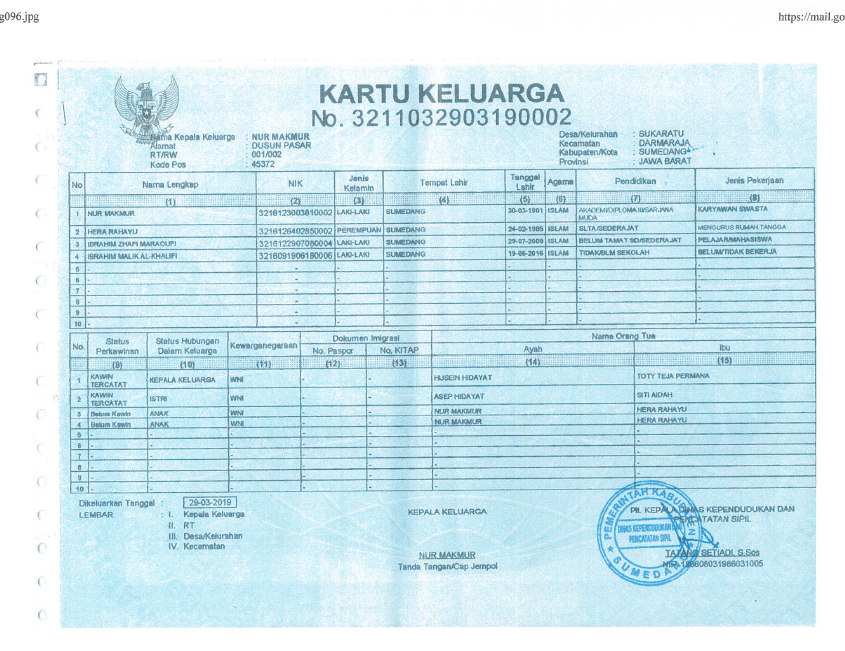 g096.jpg
https://mail.go
KARTU KELUARGA
No. 3211032903190002
Nama Kepala Keluarga : NUR MAKMUR
Alamat : DUSUN PASAR
RT/RW : 001/002
Kode Pos : 45372
Desa/Kelurahan : SUKARATU
Kecamatan : DARMARAJA
Kabupaten/Kota : SUMEDANG
Provinsi : JAWA BARAT
No Nama Lengkap NIK Jenis Kelamin Tempat Lahir Tanggal Lahir Agama Pendidikan Jenis Pekerjaan
(1) (2) (3) (4) (5) (6) (7) (8)
1 NUR MAKMUR 3216123003810002 LAKI-LAKI SUMEDANG 30-03-1981 ISLAM AKADEMI/DIPLOMA III/SARJANA MUDA KARYAWAN SWASTA
2 HERA RAHAYU 3216126402850002 PEREMPUAN SUMEDANG 24-02-1985 ISLAM SLTA/SEDERAJAT MENGURUS RUMAH TANGGA
3 IBRAHIM ZHAFI MARAOUFI 3216122907080004 LAKI-LAKI SUMEDANG 29-07-2008 ISLAM BELUM TAMAT SD/SEDERAJAT PELAJAR/MAHASISWA
4 IBRAHIM MALIK AL-KHALIFI 3216091906160006 LAKI-LAKI SUMEDANG 19-06-2016 ISLAM TIDAK/BLM SEKOLAH BELUM/TIDAK BEKERJA
5 - - - - - - - -
6 - - - - - - - -
7 - - - - - - - -
8 - - - - - - - -
9 - - - - - - - -
10 - - - - - - - -
No Status Perkawinan Status Hubungan Dalam Keluarga Kewarganegaraan Dokumen Imigrasi Nama Orang Tua
No. Paspor No. KITAP Ayah Ibu
(9) (10) (11) (12) (13) (14) (15)
1 KAWIN TERCATAT KEPALA KELUARGA WNI - - HUSEIN HIDAYAT TOTY TEJA PERMANA
2 KAWIN TERCATAT ISTRI WNI - - ASEP HIDAYAT SITI AIDAH
3 Belum Kawin ANAK WNI - - NUR MAKMUR HERA RAHAYU
4 Belum Kawin ANAK WNI - - NUR MAKMUR HERA RAHAYU
5 - - - - - - -
6 - - - - - - -
7 - - - - - - -
8 - - - - - - -
9 - - - - - - -
10 - - - - - - -
Dikeluarkan Tanggal : 29-03-2019
LEMBAR : I. Kepala Keluarga
II. RT
III. Desa/Kelurahan
IV. Kecamatan
KEPALA KELUARGA
NUR MAKMUR
Tanda Tangan/Cap Jempol
Plt. KEPALA DINAS KEPENDUDUKAN DAN
PENCATATAN SIPIL
PEMERINTAH KABUPATEN
DINAS KEPENDUDUKAN DAN
PENCATATAN SIPIL
SUMEDANG
TATANG SETIADI, S.Sos